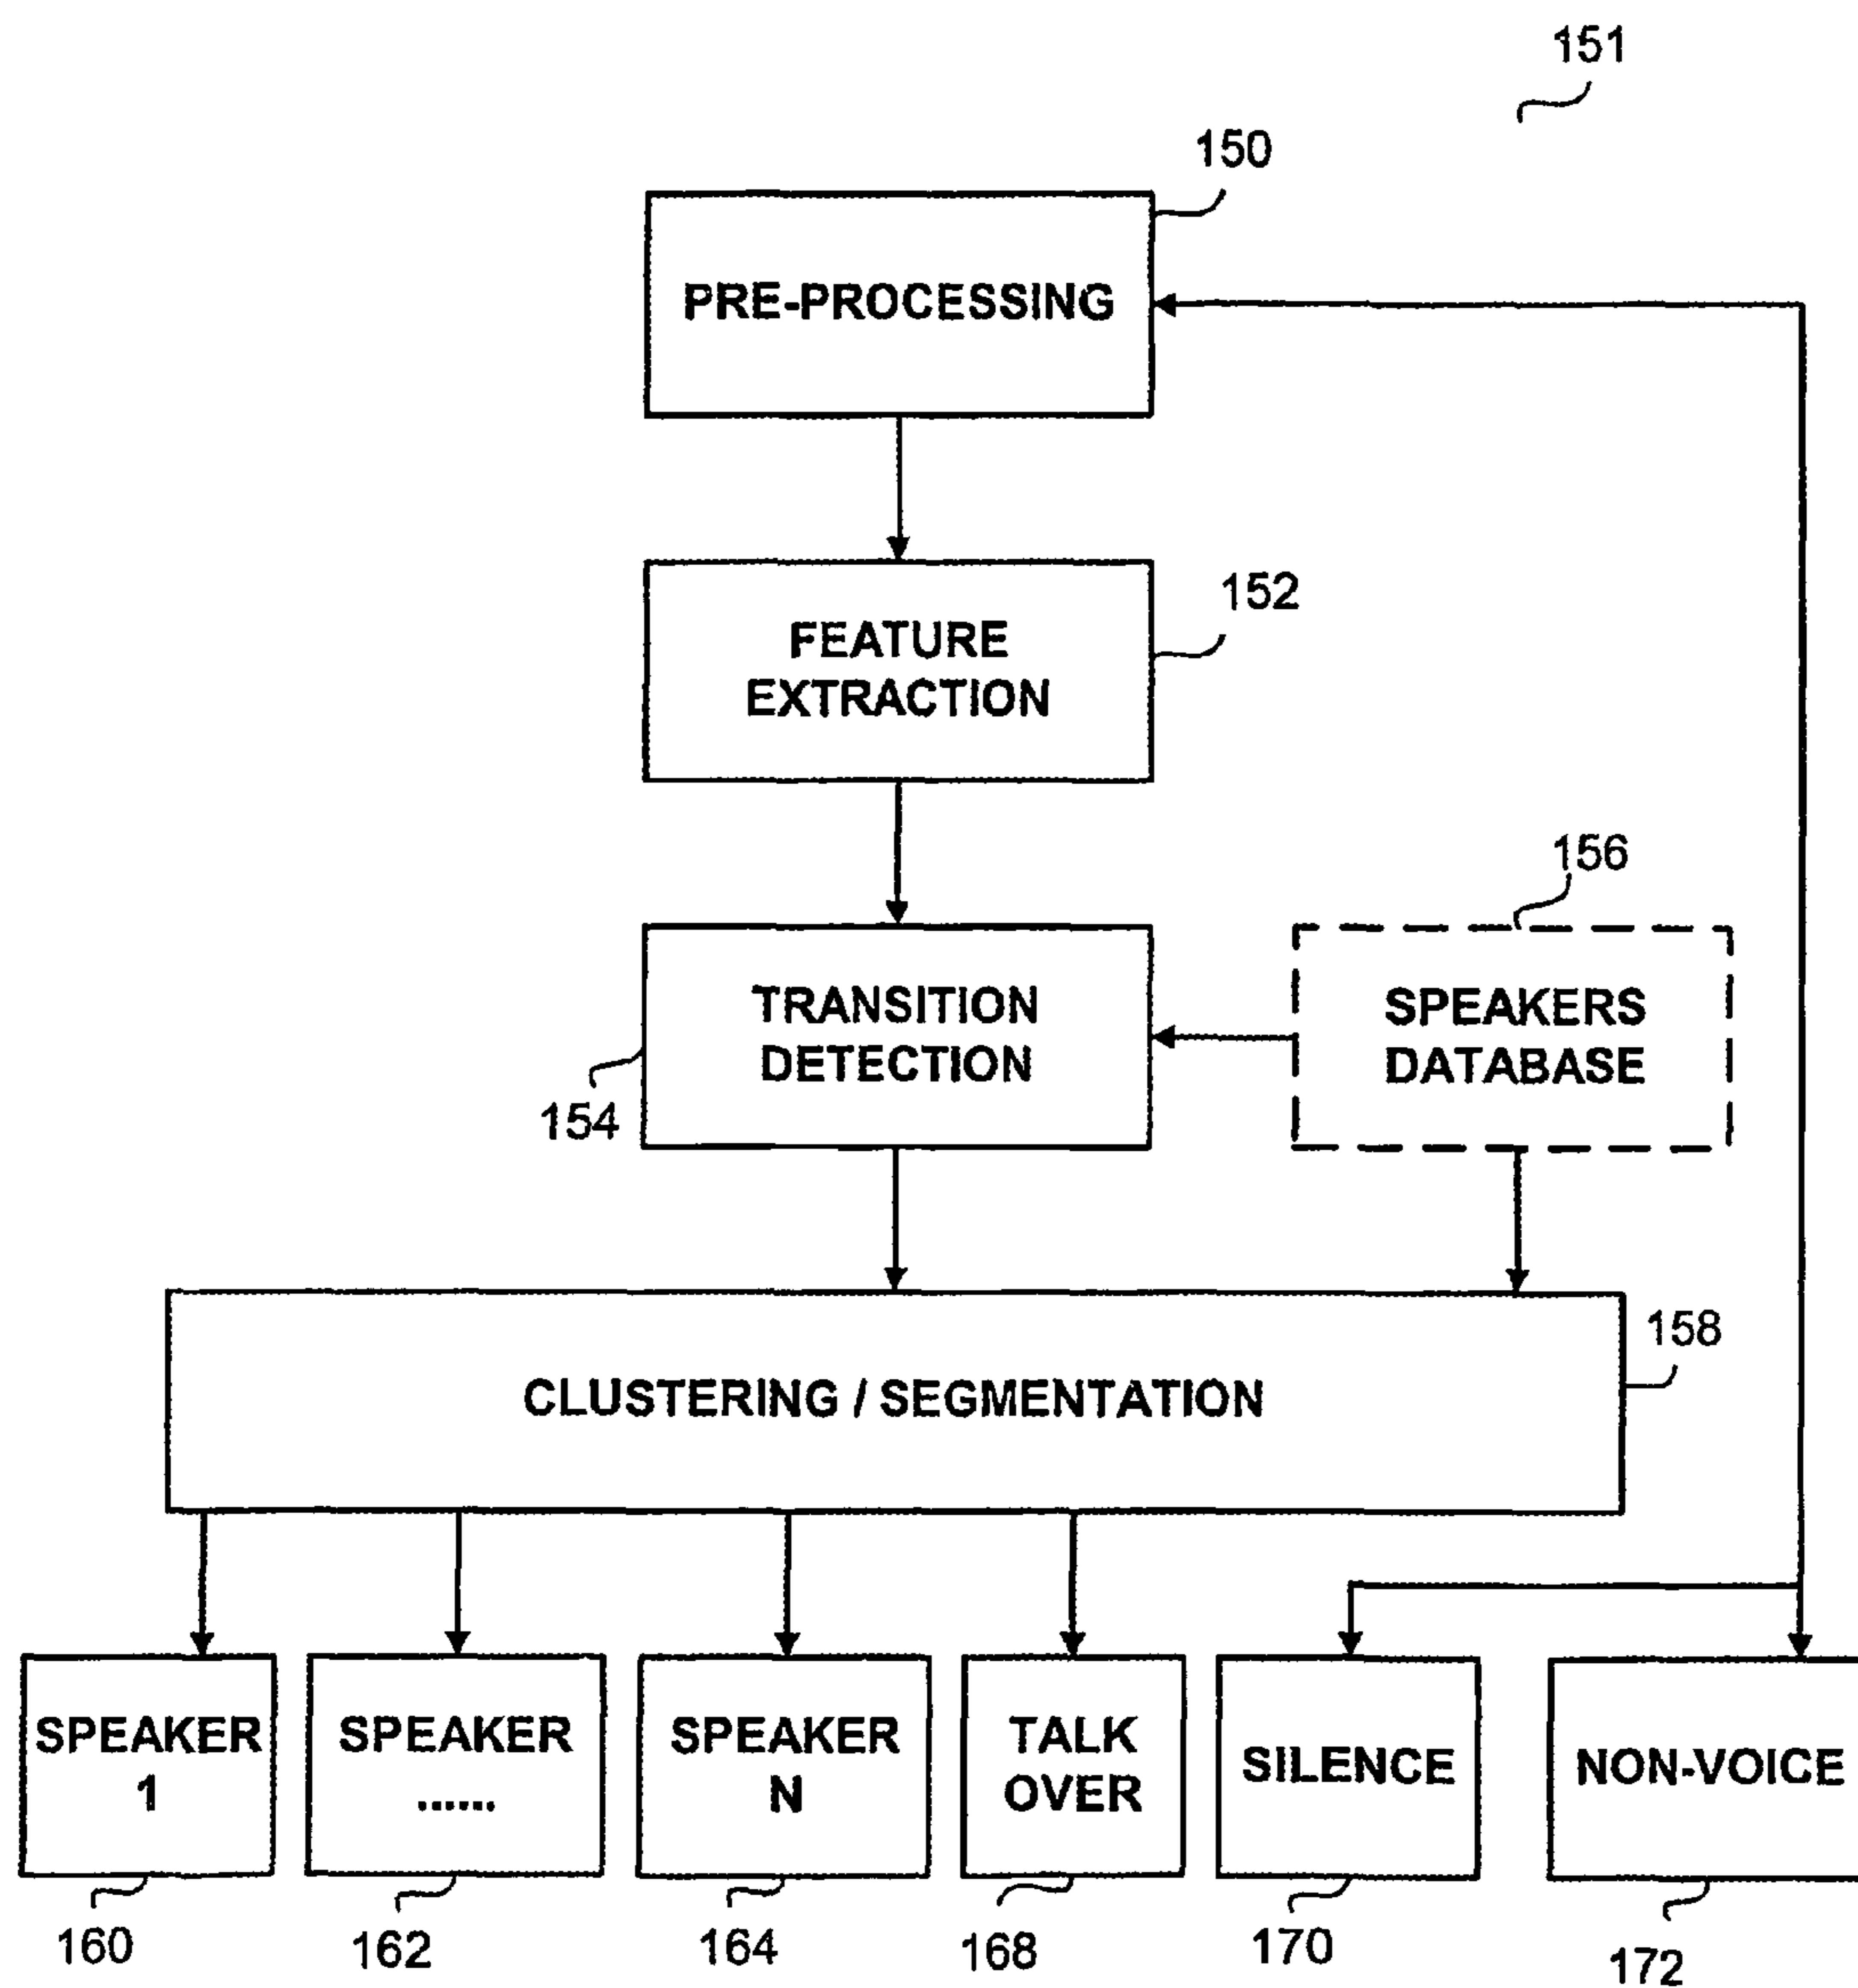 151
150
PRE-PROCESSING
152
FEATURE
EXTRACTION
156
TRANSITION
DETECTION
SPEAKERS
DATABASE
154
158
CLUSTERING / SEGMENTATION
SPEAKER
1
SPEAKER
......
SPEAKER
N
TALK
OVER
SILENCE
NON-VOICE
160
162
164
168
170
172